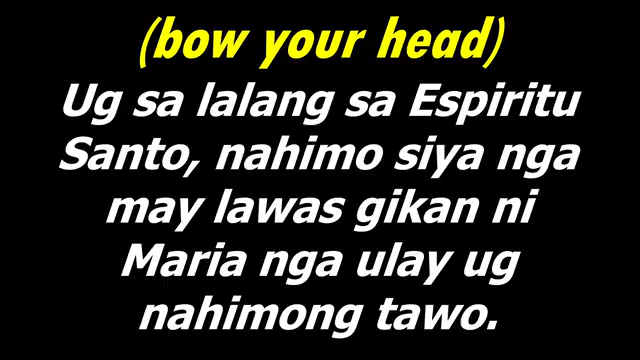 (bow your head)
Ug sa lalang sa Espiritu
Santo, nahimo siya nga
may lawas gikan ni
Maria nga ulay ug
nahimong tawo.